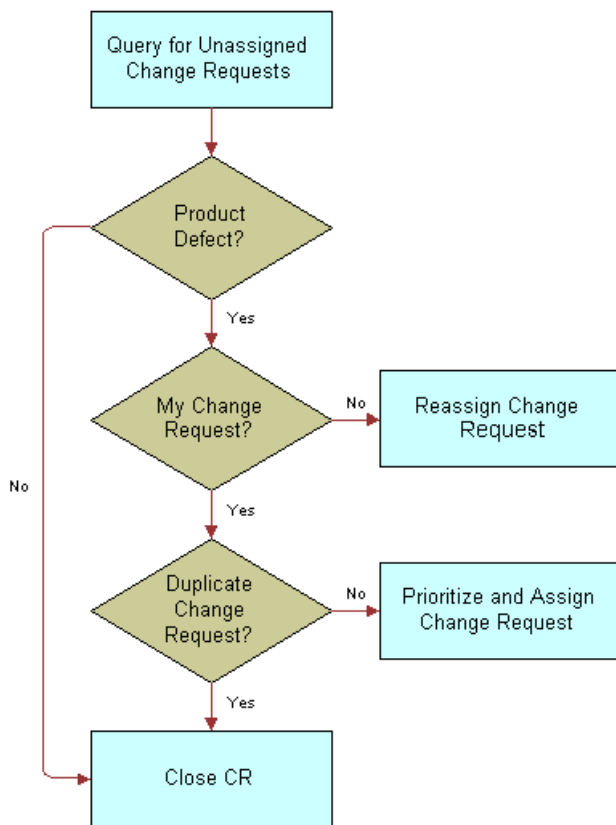 Query for Unassigned
Change Requests
Product
Defect?
Yes
My Change
Request?
No
Reassign Change
Request
No
Yes
Duplicate
Change
Request?
No
Prioritize and Assign
Change Request
Yes
Close CR